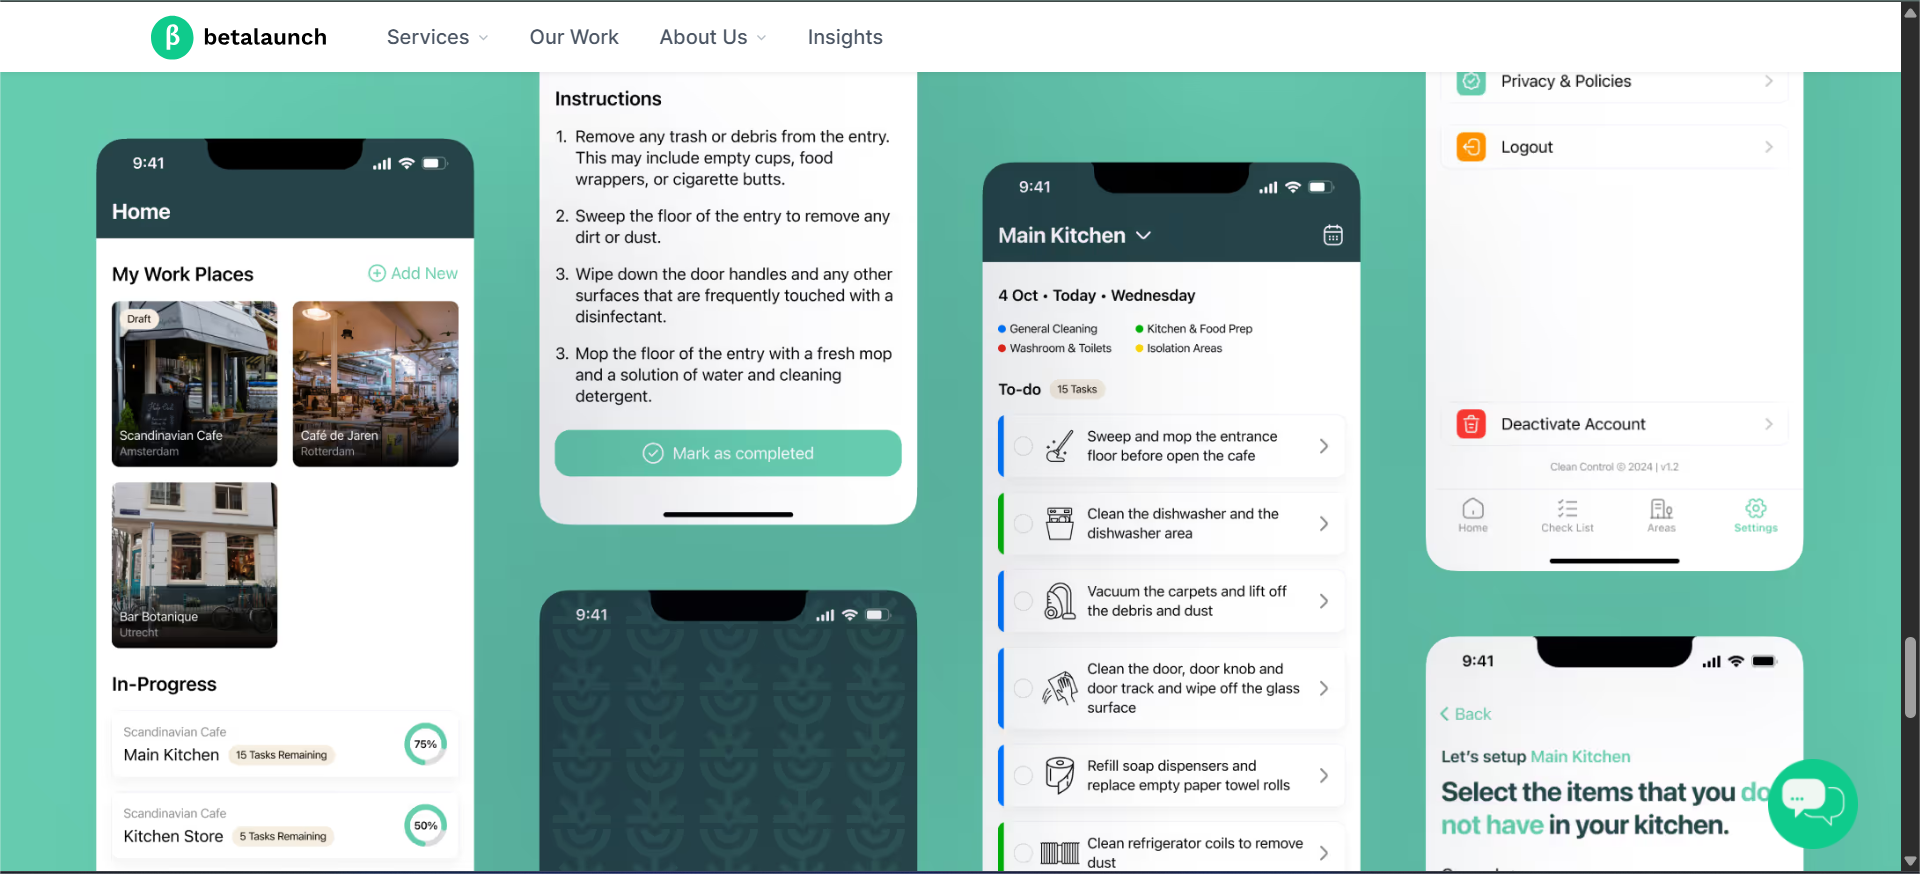 betalaunch
Services
Our Work
About Us
Insights
9:41
Home
My Work Places
Add New
Draft
Scandinavian Cafe
Amsterdam
Café de Jaren
Rotterdam
Bar Botanique
Utrecht
In-Progress
Scandinavian Cafe
Main Kitchen
15 Tasks Remaining
75%
Scandinavian Cafe
Kitchen Store
5 Tasks Remaining
50%
Instructions
1. Remove any trash or debris from the entry.
This may include empty cups, food
wrappers, or cigarette butts.
2. Sweep the floor of the entry to remove any
dirt or dust.
3. Wipe down the door handles and any other
surfaces that are frequently touched with a
disinfectant.
3. Mop the floor of the entry with a fresh mop
and a solution of water and cleaning
detergent.
Mark as completed
9:41
9:41
Main Kitchen
4 Oct • Today • Wednesday
General Cleaning
Kitchen & Food Prep
Washroom & Toilets
Isolation Areas
To-do
15 Tasks
Sweep and mop the entrance
floor before open the cafe
Clean the dishwasher and the
dishwasher area
Vacuum the carpets and lift off
the debris and dust
Clean the door, door knob and
door track and wipe off the glass
surface
Refill soap dispensers and
replace empty paper towel rolls
Clean refrigerator coils to remove
dust
Privacy & Policies
Logout
Deactivate Account
Clean Control © 2024 | v1.2
Home
Check List
Areas
Settings
9:41
Back
Let's setup Main Kitchen
Select the items that you do
not have in your kitchen.